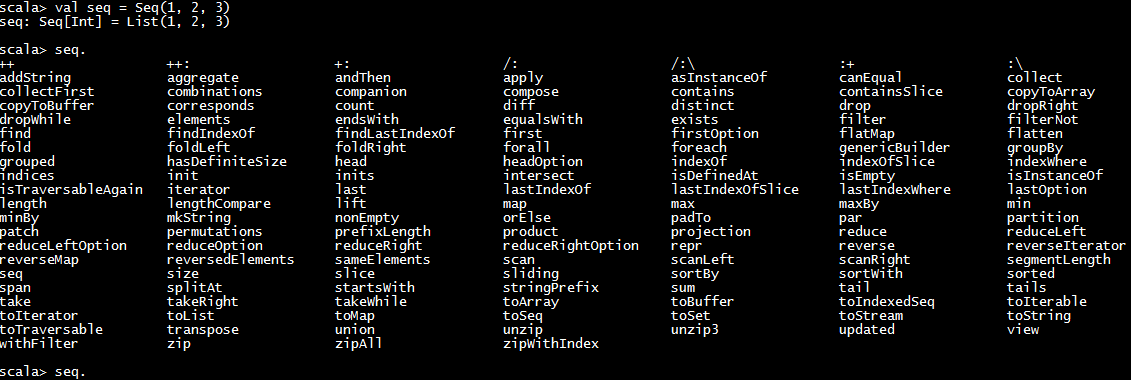 scala> val seq = Seq(1, 2, 3)
seq: Seq[Int] = List(1, 2, 3)
scala> seq.
++ ++: +: /: /:\ :+ :\
addString aggregate andThen apply asInstanceOf canEqual collect
collectFirst combinations companion compose contains containsSlice copyToArray
copyToBuffer corresponds count diff distinct drop dropRight
dropWhile elements endsWith equalsWith exists filter filterNot
find findIndexOf findLastIndexOf first firstOption flatMap flatten
fold foldLeft foldRight forall foreach genericBuilder groupBy
grouped hasDefiniteSize head headOption indexOf indexOfSlice indexWhere
indices init inits intersect isDefinedAt isEmpty isInstanceOf
isTraversableAgain iterator last lastIndexOf lastIndexOfSlice lastIndexWhere lastOption
length lengthCompare lift map max maxBy min
minBy mkString nonEmpty orElse padTo par partition
patch permutations prefixLength product projection reduce reduceLeft
reduceLeftOption reduceOption reduceRight reduceRightOption repr reverse reverseIterator
reverseMap reversedElements sameElements scan scanLeft scanRight segmentLength
seq size slice sliding sortBy sortWith sorted
span splitAt startsWith stringPrefix sum tail tails
take takeRight takeWhile toArray toBuffer toIndexedSeq toIterable
toIterator toList toMap toSeq toSet toStream toString
toTraversable transpose union unzip unzip3 updated view
withFilter zip zipAll zipWithIndex
scala> seq.